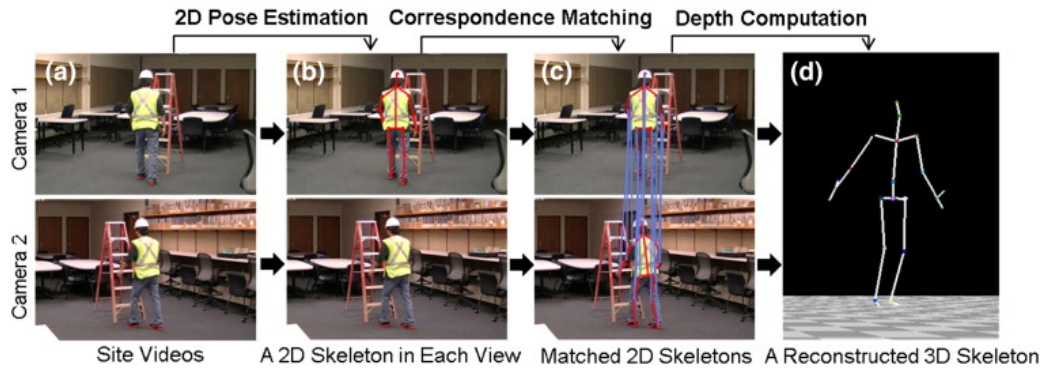 2D Pose Estimation Correspondence Matching Depth Computation
(a) (b) (c) (d)
Camera 1
Camera 2
Site Videos A 2D Skeleton in Each View Matched 2D Skeletons A Reconstructed 3D Skeleton